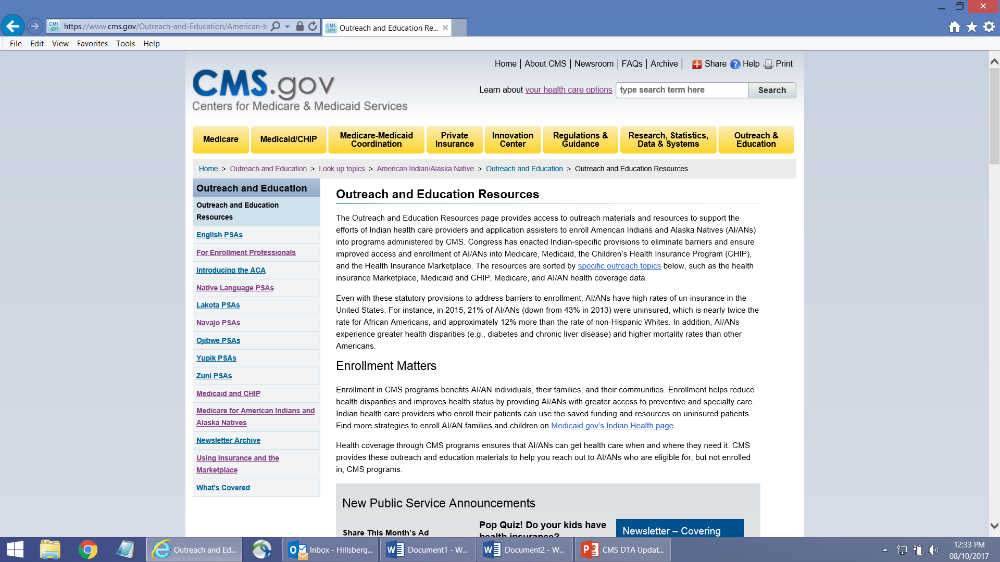 https://www.cms.gov/Outreach-and-Education/American-Ir
Outreach and Education Re...
File Edit View Favorites Tools Help
Home | About CMS | Newsroom | FAQs | Archive | Share Help Print
CMS.gov
Centers for Medicare & Medicaid Services
Learn about your health care options type search term here Search
Medicare
Medicaid/CHIP
Medicare-Medicaid
Coordination
Private
Insurance
Innovation
Center
Regulations &
Guidance
Research, Statistics,
Data & Systems
Outreach &
Education
Home > Outreach and Education > Look up topics > American Indian/Alaska Native > Outreach and Education > Outreach and Education Resources
Outreach and Education
Outreach and Education
Resources
English PSAs
For Enrollment Professionals
Introducing the ACA
Native Language PSAs
Lakota PSAs
Navajo PSAs
Ojibwe PSAs
Yupik PSAs
Zuni PSAs
Medicaid and CHIP
Medicare for American Indians and
Alaska Natives
Newsletter Archive
Using Insurance and the
Marketplace
What's Covered
Outreach and Education Resources
The Outreach and Education Resources page provides access to outreach materials and resources to support the
efforts of Indian health care providers and application assisters to enroll American Indians and Alaska Natives (AI/ANs)
into programs administered by CMS. Congress has enacted Indian-specific provisions to eliminate barriers and ensure
improved access and enrollment of AI/ANs into Medicare, Medicaid, the Children's Health Insurance Program (CHIP),
and the Health Insurance Marketplace. The resources are sorted by specific outreach topics below, such as the health
insurance Marketplace, Medicaid and CHIP, Medicare, and AI/AN health coverage data.
Even with these statutory provisions to address barriers to enrollment, AI/ANs have high rates of un-insurance in the
United States. For instance, in 2015, 21% of AI/ANs (down from 43% in 2013) were uninsured, which is nearly twice the
rate for African Americans, and approximately 12% more than the rate of non-Hispanic Whites. In addition, AI/ANs
experience greater health disparities (e.g., diabetes and chronic liver disease) and higher mortality rates than other
Americans.
Enrollment Matters
Enrollment in CMS programs benefits AI/AN individuals, their families, and their communities. Enrollment helps reduce
health disparities and improves health status by providing AI/ANs with greater access to preventive and specialty care.
Indian health care providers who enroll their patients can use the saved funding and resources on uninsured patients.
Find more strategies to enroll AI/AN families and children on Medicaid.gov's Indian Health page.
Health coverage through CMS programs ensures that AI/ANs can get health care when and where they need it. CMS
provides these outreach and education materials to help you reach out to AI/ANs who are eligible for, but not enrolled
in, CMS programs.
New Public Service Announcements
Share This Month's Ad
Pop Quiz! Do your kids have
health insurance?
Newsletter – Covering
Outreach and Ed...
Inbox - Hillsberg...
Document1 - W...
Document2 - W...
CMS DTA Updat...
12:33 PM
08/10/2017